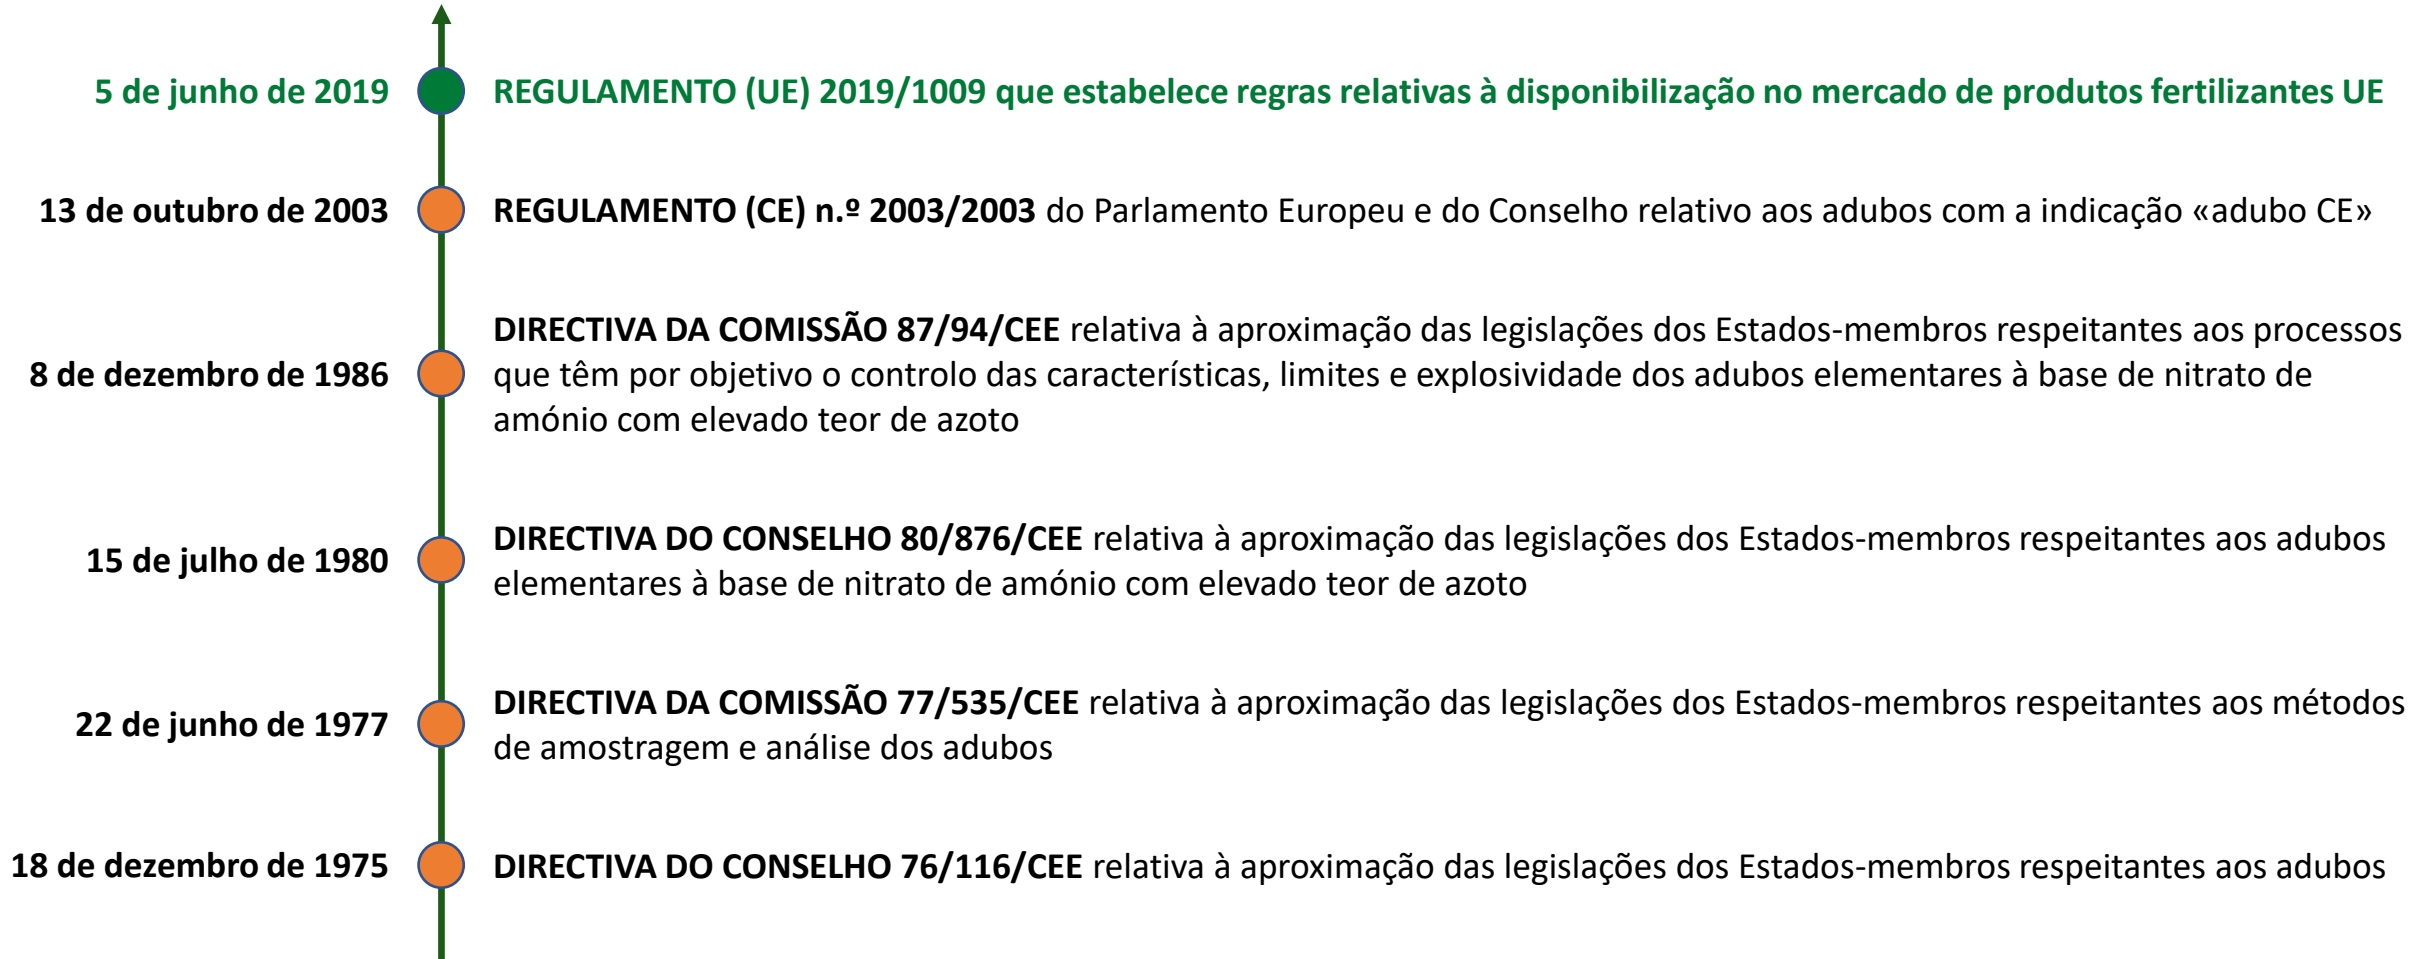 5 de junho de 2019
REGULAMENTO (UE) 2019/1009 que estabelece regras relativas à disponibilização no mercado de produtos fertilizantes UE
13 de outubro de 2003
REGULAMENTO (CE) n.º 2003/2003 do Parlamento Europeu e do Conselho relativo aos adubos com a indicação «adubo CE»
8 de dezembro de 1986
DIRECTIVA DA COMISSÃO 87/94/CEE relativa à aproximação das legislações dos Estados-membros respeitantes aos processos
que têm por objetivo o controlo das características, limites e explosividade dos adubos elementares à base de nitrato de
amónio com elevado teor de azoto
15 de julho de 1980
DIRECTIVA DO CONSELHO 80/876/CEE relativa à aproximação das legislações dos Estados-membros respeitantes aos adubos
elementares à base de nitrato de amónio com elevado teor de azoto
22 de junho de 1977
DIRECTIVA DA COMISSÃO 77/535/CEE relativa à aproximação das legislações dos Estados-membros respeitantes aos métodos
de amostragem e análise dos adubos
18 de dezembro de 1975
DIRECTIVA DO CONSELHO 76/116/CEE relativa à aproximação das legislações dos Estados-membros respeitantes aos adubos